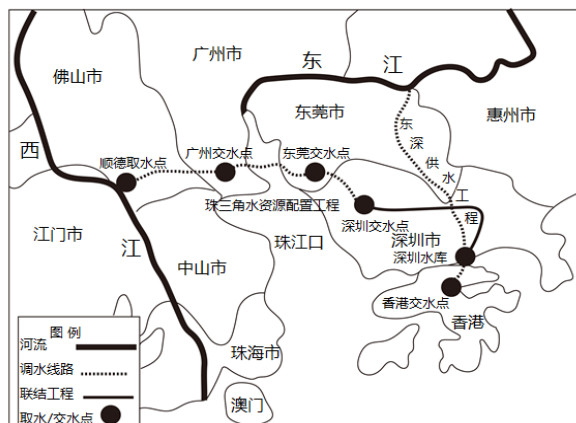 广州市
东
江
佛山市
东莞市
惠州市
西
东
深
供
水
工
程
广州交水点
东莞交水点
顺德取水点
珠三角水资源配置工程
深圳交水点
江门市
江
珠江口
深圳市
深圳水库
中山市
香港交水点
香港
珠海市
澳门
图 例
河流
调水线路
联结工程
取水/交水点